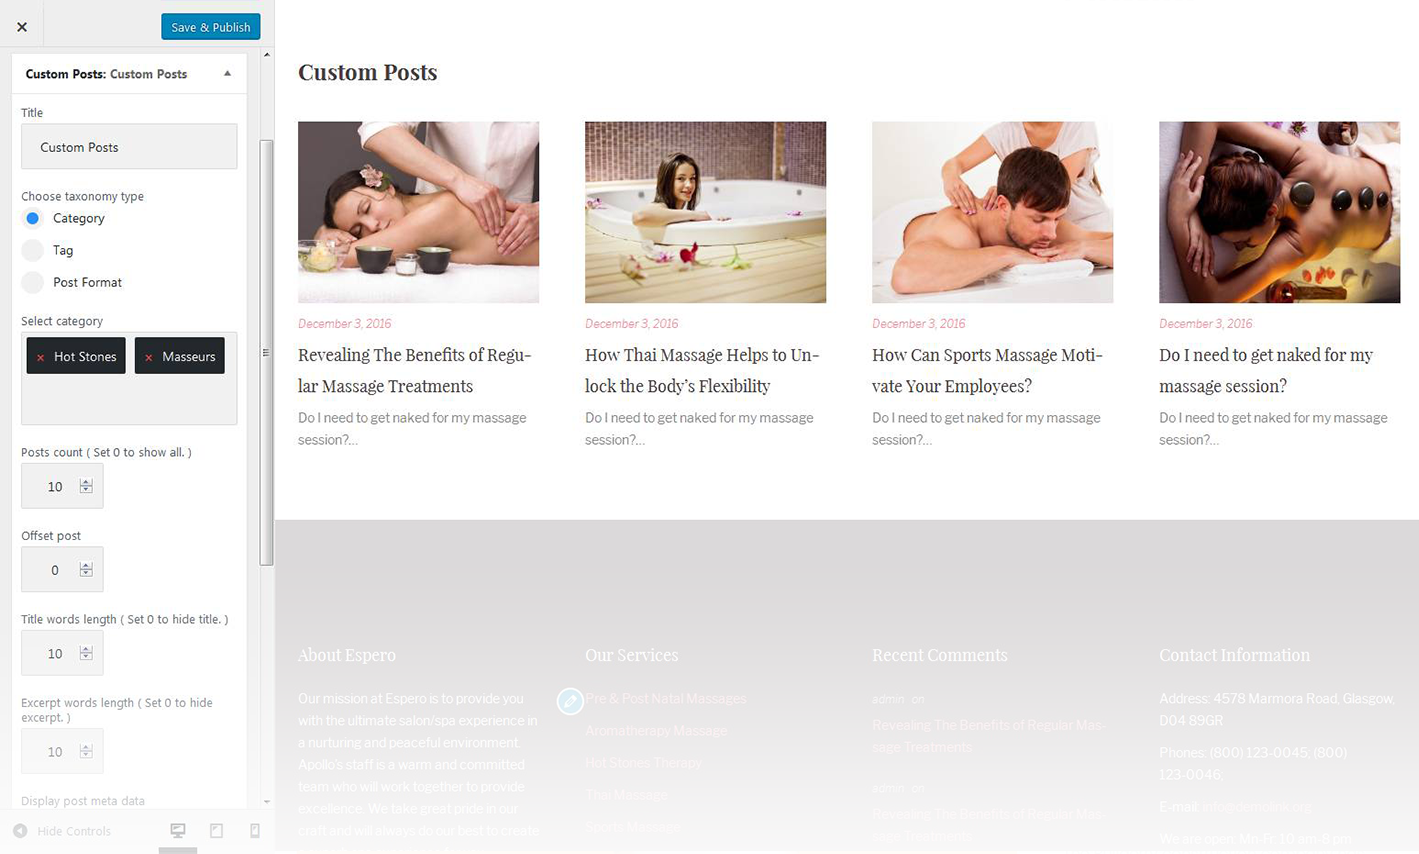 Save & Publish
Custom Posts: Custom Posts
Title
Custom Posts
Choose taxonomy type
Category
Tag
Post Format
Select category
× Hot Stones × Masseurs
Posts count ( Set 0 to show all. )
10
Offset post
0
Title words length ( Set 0 to hide title. )
10
Excerpt words length ( Set 0 to hide
excerpt. )
10
Display post meta data
Hide Controls
Custom Posts
December 3, 2016
Revealing The Benefits of Regu-
lar Massage Treatments
Do I need to get naked for my massage
session?...
December 3, 2016
How Thai Massage Helps to Un-
lock the Body's Flexibility
Do I need to get naked for my massage
session?...
December 3, 2016
How Can Sports Massage Moti-
vate Your Employees?
Do I need to get naked for my massage
session?...
December 3, 2016
Do I need to get naked for my
massage session?
Do I need to get naked for my massage
session?...
About Espero
Our mission at Espero is to provide you
with the ultimate salon/spa experience in
a nurturing and peaceful environment.
Apollo's staff is a warm and committed
team who will work together to provide
excellence. We take great pride in our
craft and will always do our best to create
Our Services
Pre & Post Natal Massages
Aromatherapy Massage
Hot Stones Therapy
Thai Massage
Sports Massage
Recent Comments
admin on
Revealing The Benefits of Regular Mas-
sage Treatments
admin on
Revealing The Benefits of Regular Mas-
sage Treatments
Contact Information
Address: 4578 Marmora Road, Glasgow,
D04 89GR
Phones: (800) 123-0045; (800)
123-0046,
E-mail:
We are open: Mn-Fr: 10 am-8 pm